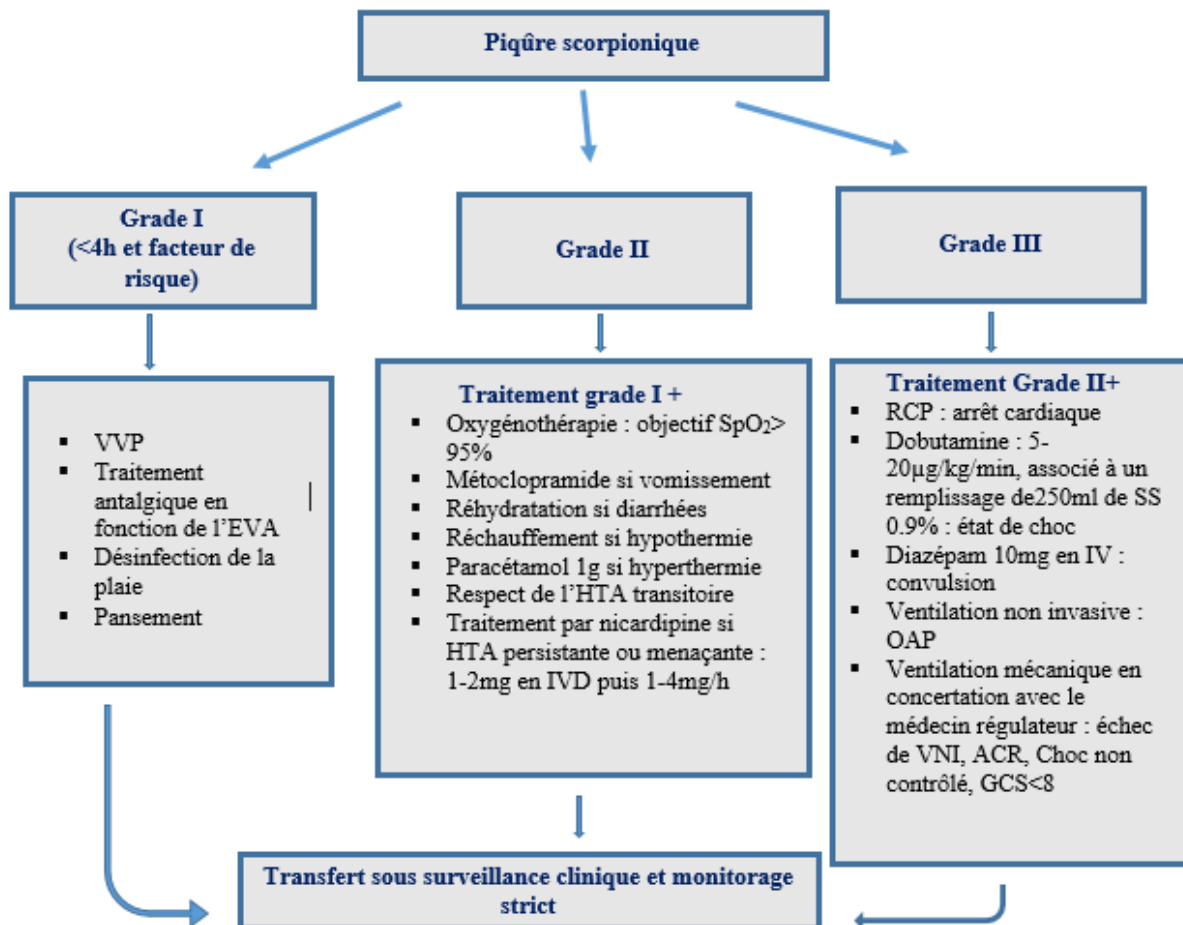 Piqûre scorpionique
Grade I
(<4h et facteur de
risque)
Grade II
Grade III
▪ VVP
▪ Traitement
antalgique en
fonction de l’EVA
▪ Désinfection de la
plaie
▪ Pansement
Traitement grade I +
▪ Oxygénothérapie : objectif SpO₂>
95%
▪ Métoclopramide si vomissement
▪ Réhydratation si diarrhées
▪ Réchauffement si hypothermie
▪ Paracétamol 1g si hyperthermie
▪ Respect de l’HTA transitoire
▪ Traitement par nicardipine si
HTA persistante ou menaçante :
1-2mg en IVD puis 1-4mg/h
Traitement Grade II+
▪ RCP : arrêt cardiaque
▪ Dobutamine : 5-
20µg/kg/min, associé à un
remplissage de250ml de SS
0.9% : état de choc
▪ Diazépam 10mg en IV :
convulsion
▪ Ventilation non invasive :
OAP
▪ Ventilation mécanique en
concertation avec le
médecin régulateur : échec
de VNI, ACR, Choc non
contrôlé, GCS<8
Transfert sous surveillance clinique et monitorage
strict